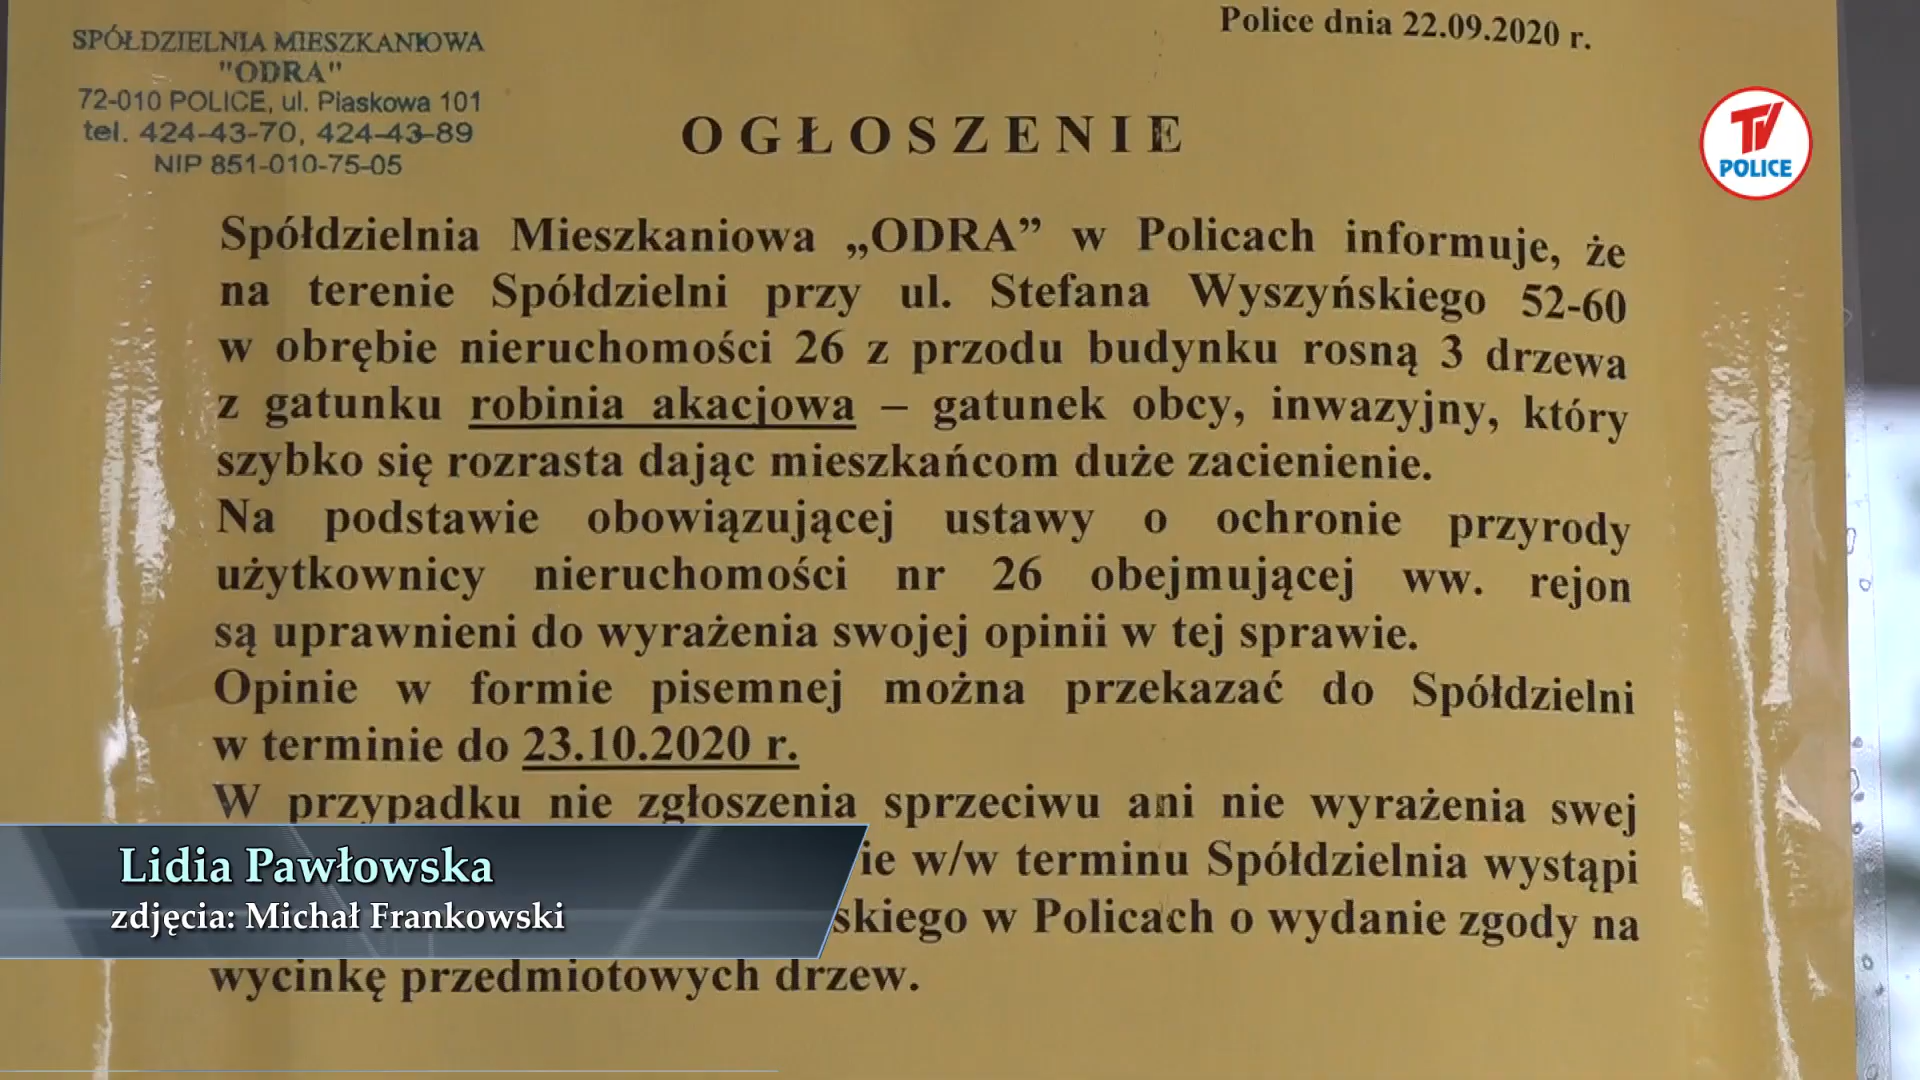 SPÓŁDZIELNIA MIESZKANIOWA
"ODRA"
72-010 POLICE, ul. Piaskowa 101
tel. 424-43-70, 424-43-89
NIP 851-010-75-05
Police dnia 22.09.2020 r.
TV
POLICE
OGŁOSZENIE
Spółdzielnia Mieszkaniowa „ODRA” w Policach informuje, że
na terenie Spółdzielni przy ul. Stefana Wyszyńskiego 52-60
w obrębie nieruchomości 26 z przodu budynku rosną 3 drzewa
z gatunku robinia akacjowa – gatunek obcy, inwazyjny, który
szybko się rozrasta dając mieszkańcom duże zacienienie.
Na podstawie obowiązującej ustawy o ochronie przyrody
użytkownicy nieruchomości nr 26 obejmującej ww. rejon
są uprawnieni do wyrażenia swojej opinii w tej sprawie.
Opinie w formie pisemnej można przekazać do Spółdzielni
w terminie do 23.10.2020 r.
W przypadku nie zgłoszenia sprzeciwu ani nie wyrażenia swej
ie w/w terminu Spółdzielnia wystąpi
skiego w Policach o wydanie zgody na
wycinkę przedmiotowych drzew.
Lidia Pawłowska
zdjęcia: Michał Frankowski